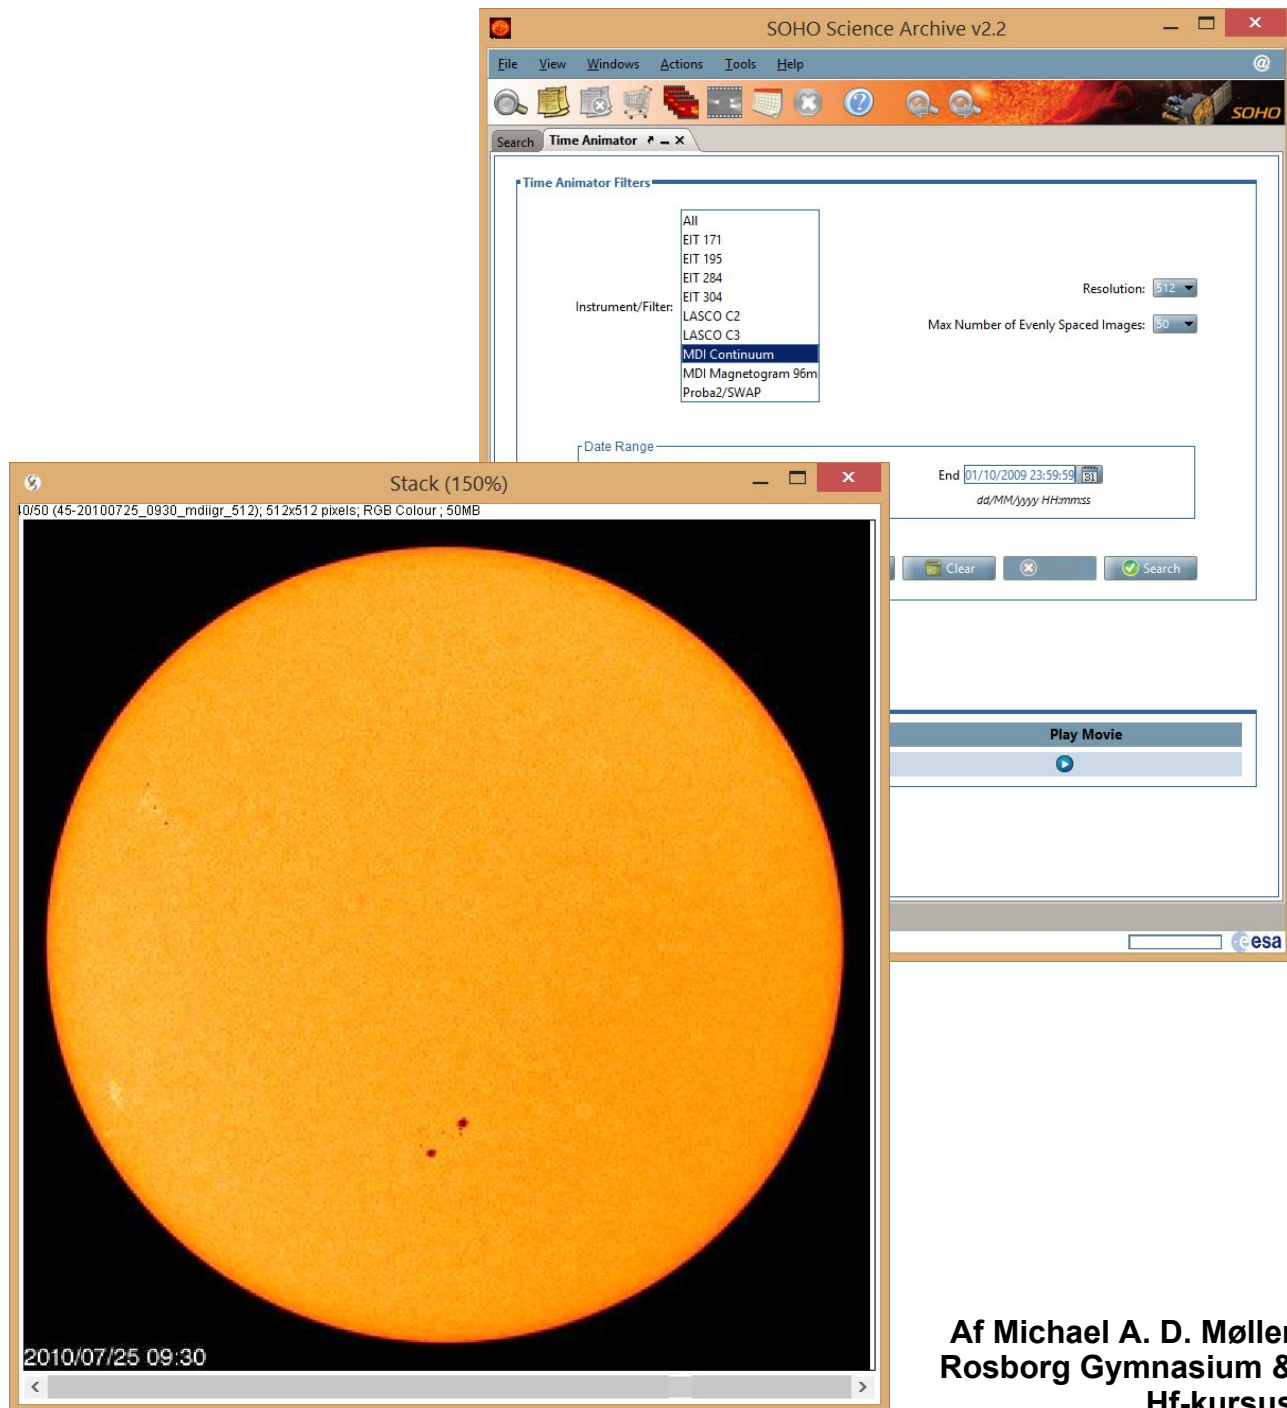 SOHO Science Archive v2.2
File View Windows Actions Tools Help @
SOHO
Search Time Animator
Time Animator Filters
All
EIT 171
EIT 195
EIT 284
EIT 304
LASCO C2
LASCO C3
MDI Continuum
MDI Magnetogram 96m
Proba2/SWAP
Instrument/Filter:
Resolution: 512
Max Number of Evenly Spaced Images: 50
Date Range
End 01/10/2009 23:59:59 31
dd/MM/yyyy HH:mm:ss
Clear
Search
Play Movie
esa
Stack (150%)
40/50 (45-20100725_0930_mdiigr_512); 512x512 pixels; RGB Colour ; 50MB
2010/07/25 09:30
Af Michael A. D. Møller
Rosborg Gymnasium &
Hf-kursus